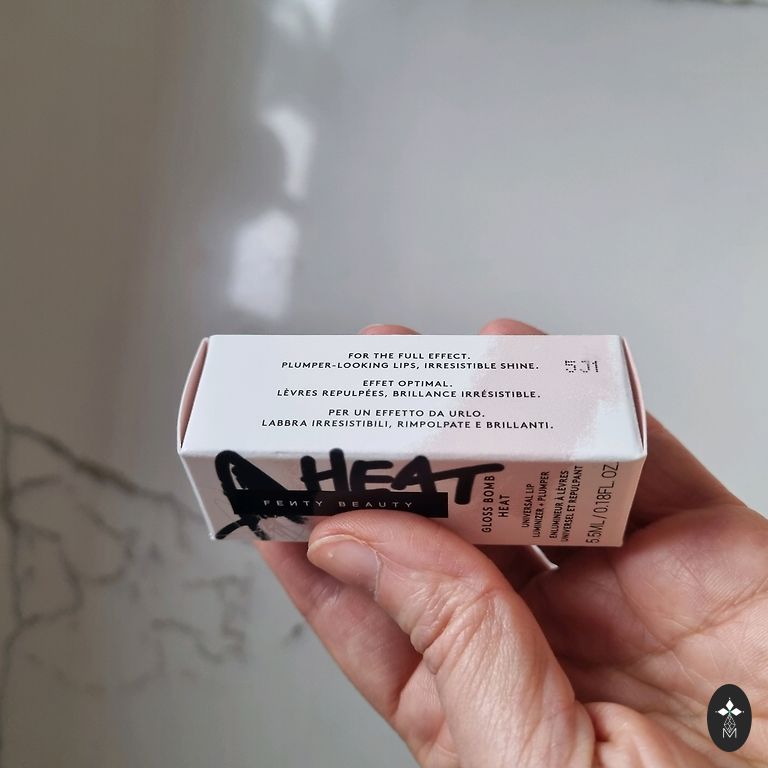 FOR THE FULL EFFECT.
PLUMPER-LOOKING LIPS, IRRESISTIBLE SHINE.
EFFET OPTIMAL.
LÈVRES REPULPÉES, BRILLANCE IRRÉSISTIBLE.
PER UN EFFETTO DA URLO.
LABBRA IRRESISTIBILI, RIMPOLPATE E BRILLANTI.
HEAT
FENTY BEAUTY
GLOSS BOMB
HEAT
UNIVERSAL LIP
LUMINIZER + PLUMPER
ENLUMINEUR À LÈVRES
UNIVERSEL ET REPULPANT
5.5ML / 0.18FL. OZ
M